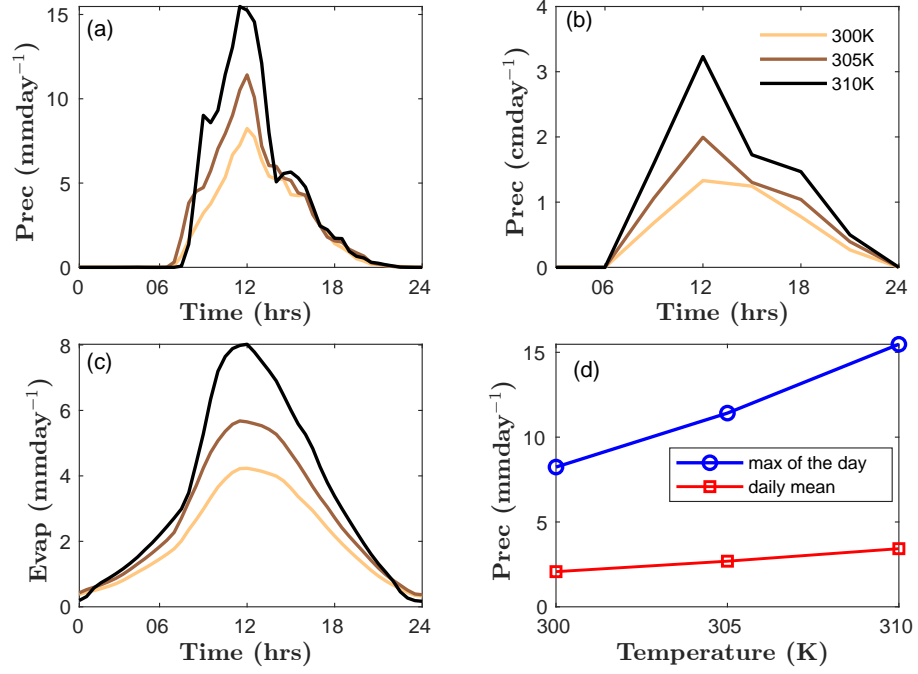 (a)
Prec (mmday⁻¹)
15
10
5
0
0
06
12
18
24
Time (hrs)
(b)
Prec (cmday⁻¹)
4
3
2
1
0
300K
305K
310K
06
12
18
24
Time (hrs)
(c)
Evap (mmday⁻¹)
8
6
4
2
0
0
06
12
18
24
Time (hrs)
(d)
Prec (mmday⁻¹)
15
10
5
0
max of the day
daily mean
300
305
310
Temperature (K)